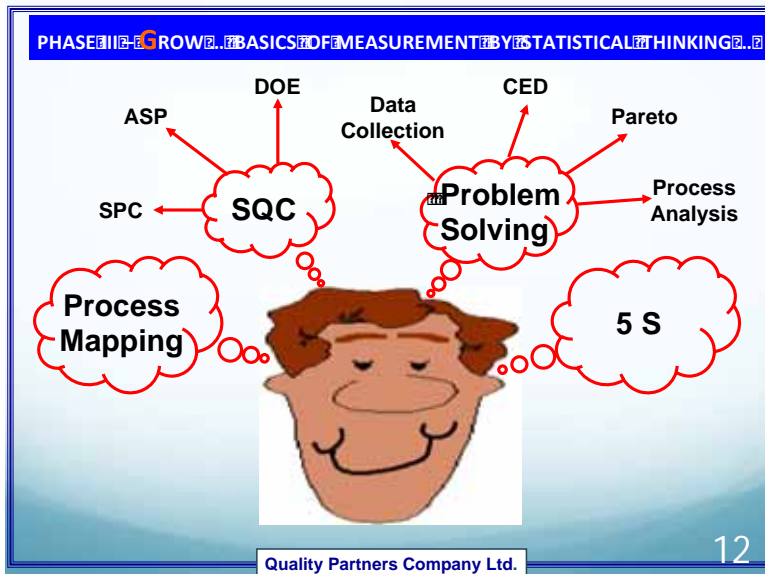 PHASE III – GROW … BASICS OF MEASUREMENT BY STATISTICAL THINKING …
DOE
CED
ASP
Data
Collection
Pareto
SPC
SQC
Problem
Solving
Process
Analysis
Process
Mapping
5 S
Quality Partners Company Ltd.
12